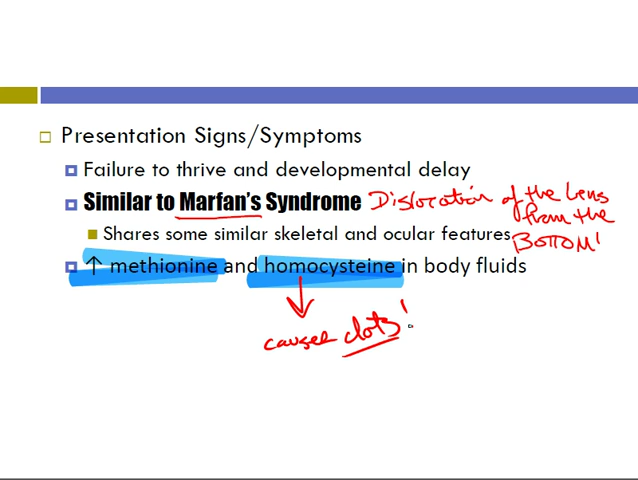 Presentation Signs/Symptoms
Failure to thrive and developmental delay
Similar to Marfan's Syndrome Dislocation of the Lens
from the
BOTTOM!
Shares some similar skeletal and ocular features
↑ methionine and homocysteine in body fluids
causes clots!